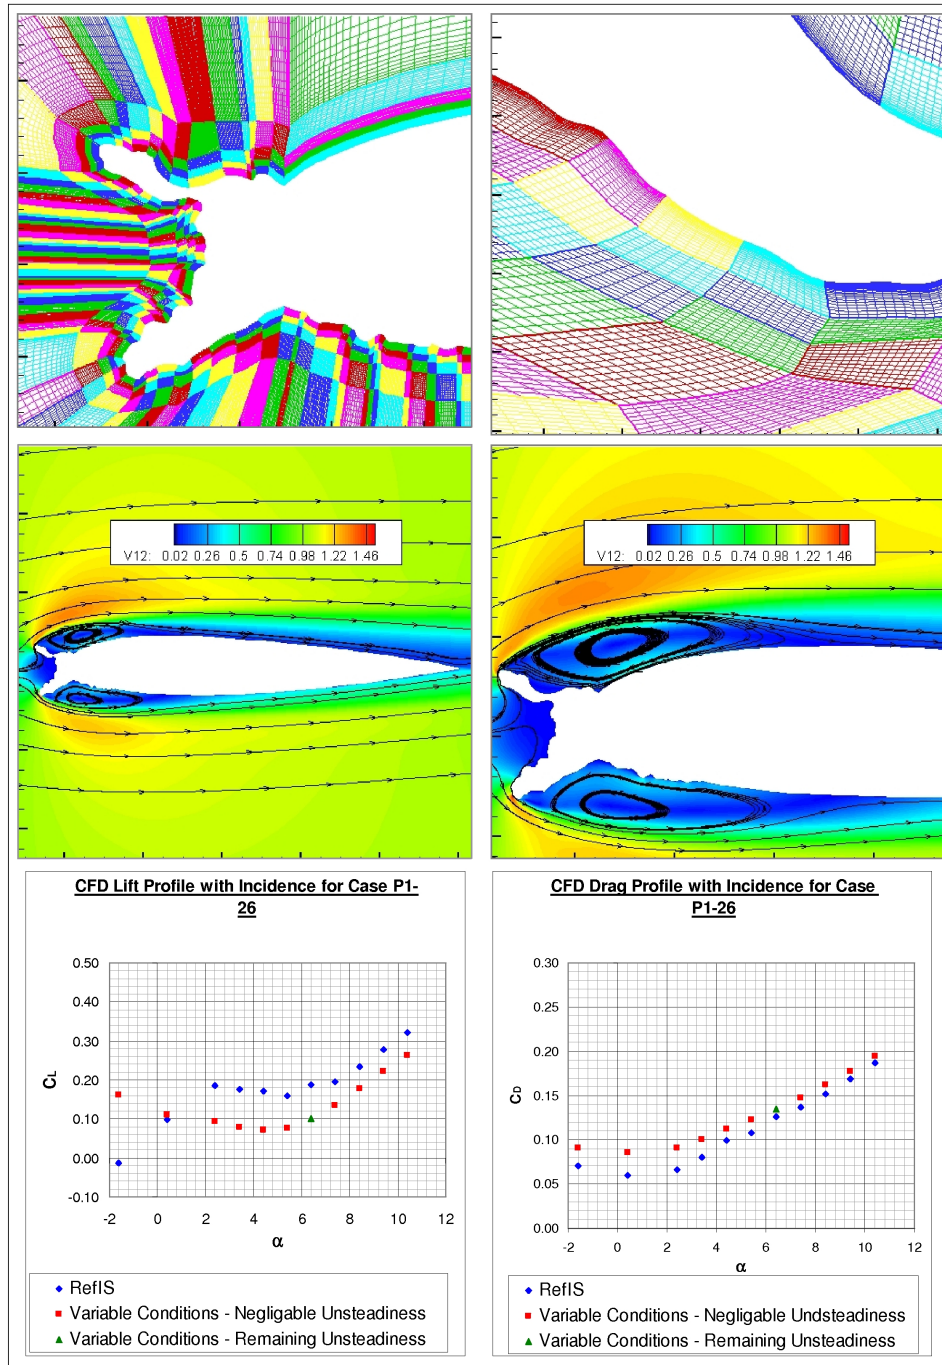 V12: 0.02 0.26 0.5 0.74 0.98 1.22 1.46
V12: 0.02 0.26 0.5 0.74 0.98 1.22 1.46
CFD Lift Profile with Incidence for Case P1-
26
0.50
0.40
0.30
0.20
0.10
0.00
-0.10
CL
-2 0 2 4 6 8 10 12
α
RefIS
Variable Conditions - Negligable Unsteadiness
Variable Conditions - Remaining Unsteadiness
CFD Drag Profile with Incidence for Case
P1-26
0.30
0.25
0.20
0.15
0.10
0.05
0.00
CD
-2 0 2 4 6 8 10 12
α
RefIS
Variable Conditions - Negligable Undsteadiness
Variable Conditions - Remaining Unsteadiness